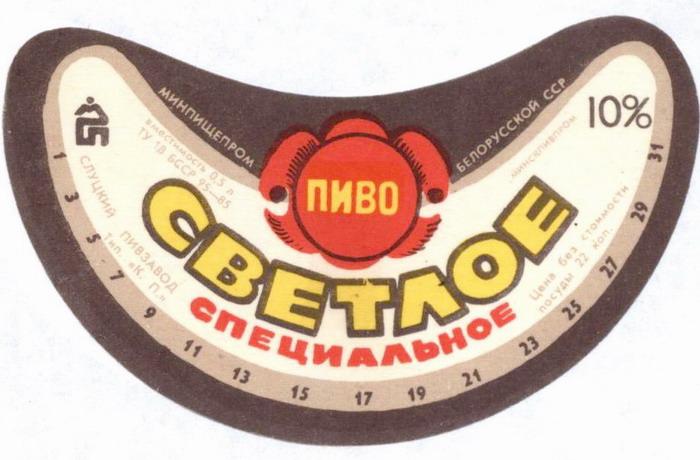 МИНПИЩЕПРОМ
БЕЛОРУССКОЙ ССР
вместимость 0,5 л
ТУ 18 БССР 95—85
МИНСКПИВПРОМ
10%
ПИВО
СВЕТЛОЕ
СПЕЦИАЛЬНОЕ
СЛУЦКИЙ ПИВЗАВОД
Тип. „К. П."
Цена без стоимости
посуды 22 коп.
1 3 5 7 9 11 13 15 17 19 21 23 25 27 29 31